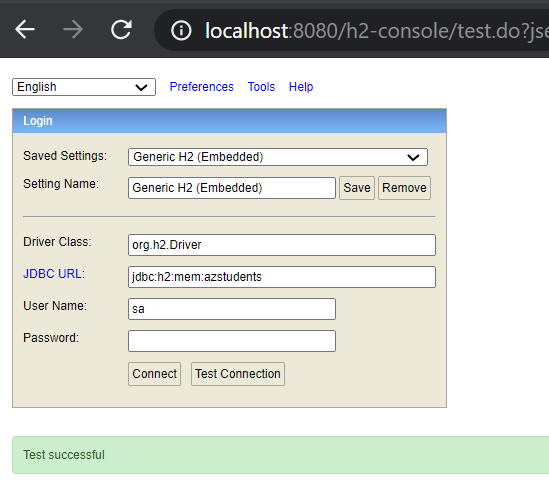 localhost:8080/h2-console/test.do?jse
English Preferences Tools Help
Login
Saved Settings: Generic H2 (Embedded)
Setting Name: Generic H2 (Embedded) Save Remove
Driver Class: org.h2.Driver
JDBC URL: jdbc:h2:mem:azstudents
User Name: sa
Password:
Connect Test Connection
Test successful